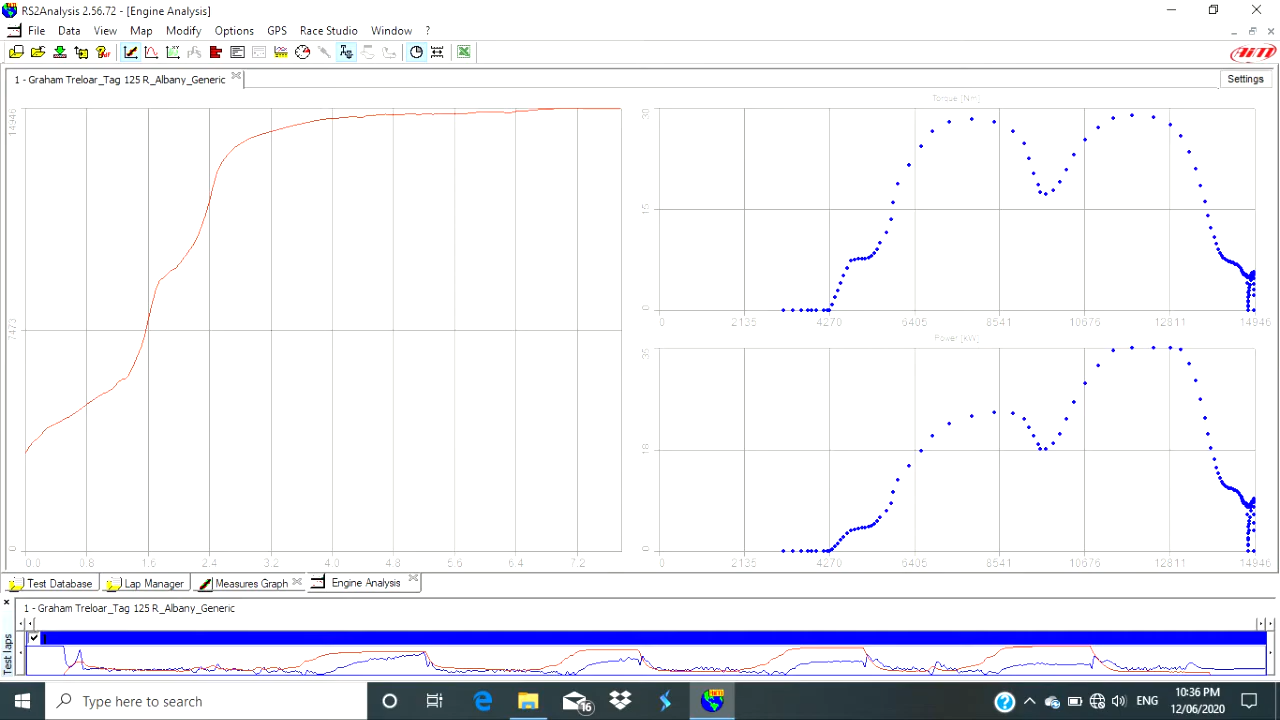 RS2Analysis 2.56.72 - [Engine Analysis]
File Data View Map Modify Options GPS Race Studio Window ?
AiM
1 - Graham Treloar_Tag 125 R_Albany_Generic
Settings
14946
7473
0
0.0 0.8 1.6 2.4 3.2 4.0 4.8 5.6 6.4 7.2
Torque [Nm]
30
15
0
0 2135 4270 6405 8541 10676 12811 14946
Power [kW]
36
18
0
0 2135 4270 6405 8541 10676 12811 14946
Test Database Lap Manager Measures Graph Engine Analysis
1 - Graham Treloar_Tag 125 R_Albany_Generic
Test laps
Type here to search
16
ENG
10:36 PM
12/06/2020